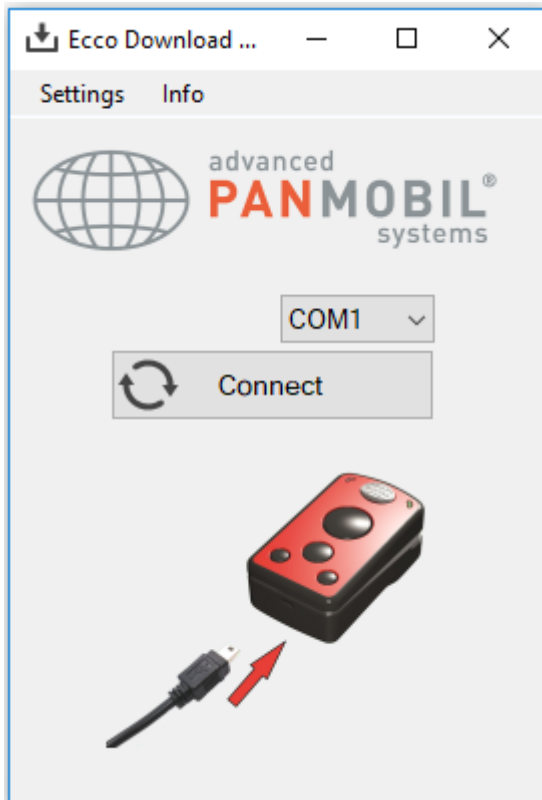 Ecco Download ...
Settings Info
advanced
PANMOBIL®
systems
COM1
Connect